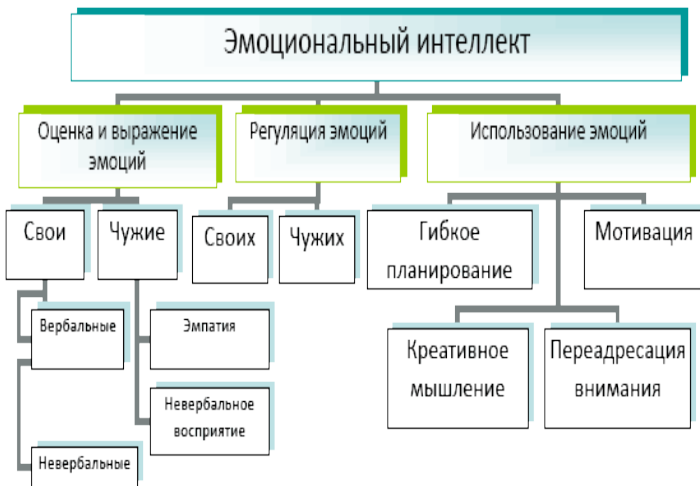 Эмоциональный интеллект
Оценка и выражение
эмоций
Регуляция эмоций
Использование эмоций
Свои
Чужие
Своих
Чужих
Гибкое
планирование
Мотивация
Вербальные
Эмпатия
Креативное
мышление
Переадресация
внимания
Невербальное
восприятие
Невербальные